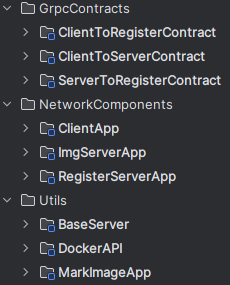 GrpcContracts
ClientToRegisterContract
ClientToServerContract
ServerToRegisterContract
NetworkComponents
ClientApp
ImgServerApp
RegisterServerApp
Utils
BaseServer
DockerAPI
MarkImageApp